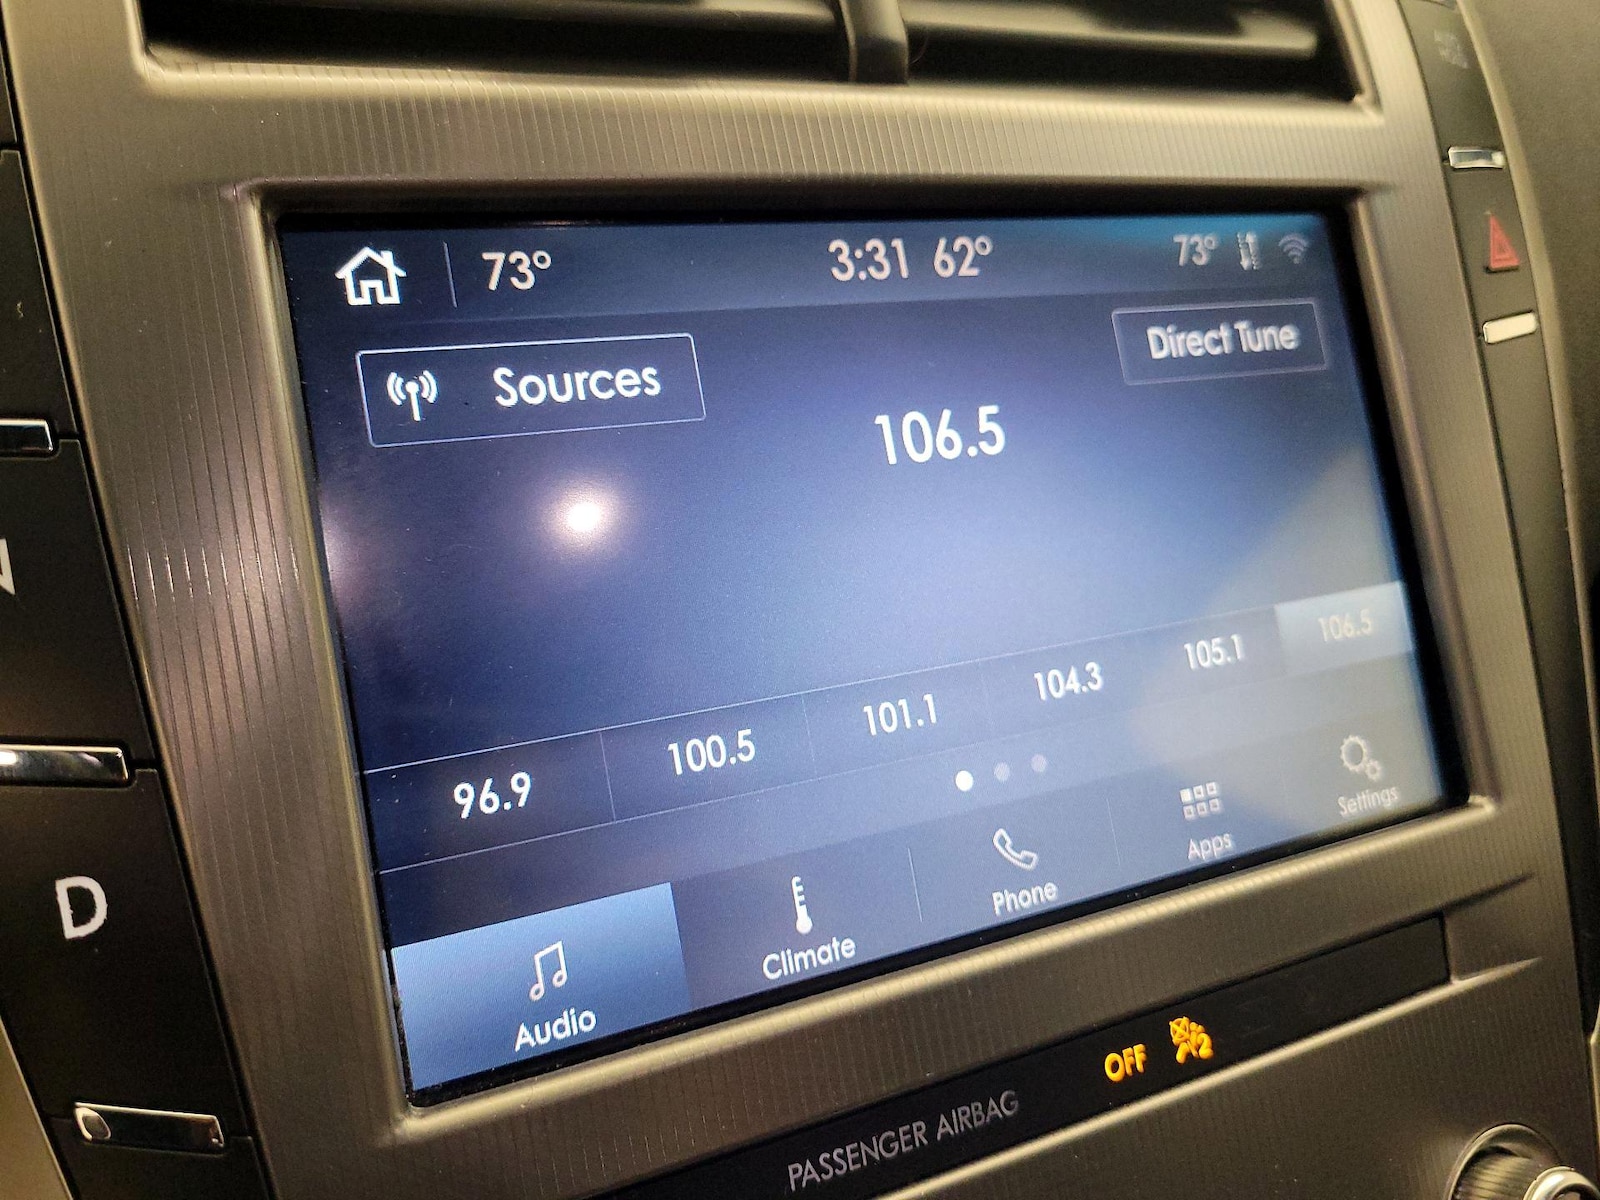 73° 3:31 62° 73°
Sources
Direct Tune
106.5
96.9 100.5 101.1 104.3 105.1 106.5
Audio Climate Phone Apps Settings
D
OFF 2
PASSENGER AIRBAG